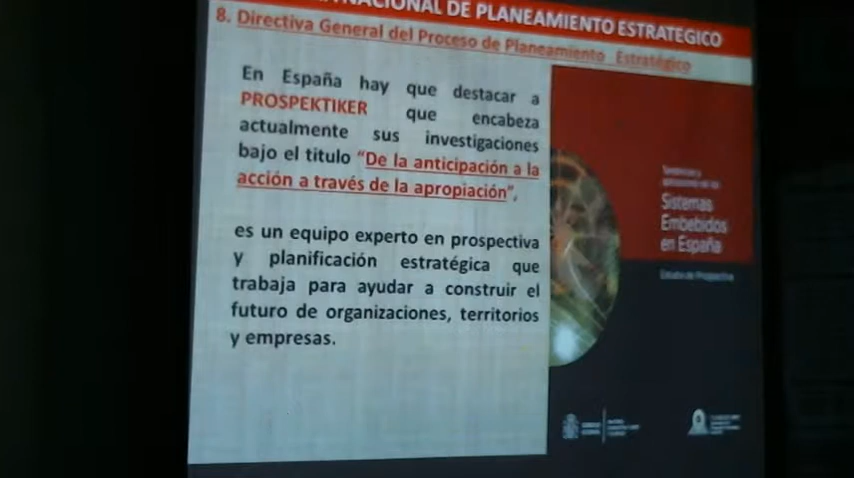 NACIONAL DE PLANEAMIENTO ESTRATEGICO
8. Directiva General del Proceso de Planeamiento Estratégico
En España hay que destacar a
PROSPEKTIKER que encabeza
actualmente sus investigaciones
bajo el titulo “De la anticipación a la
acción a través de la apropiación”,
es un equipo experto en prospectiva
y planificación estratégica que
trabaja para ayudar a construir el
futuro de organizaciones, territorios
y empresas.
Sistemas
Embebidos
en España
Estudio de Prospectiva